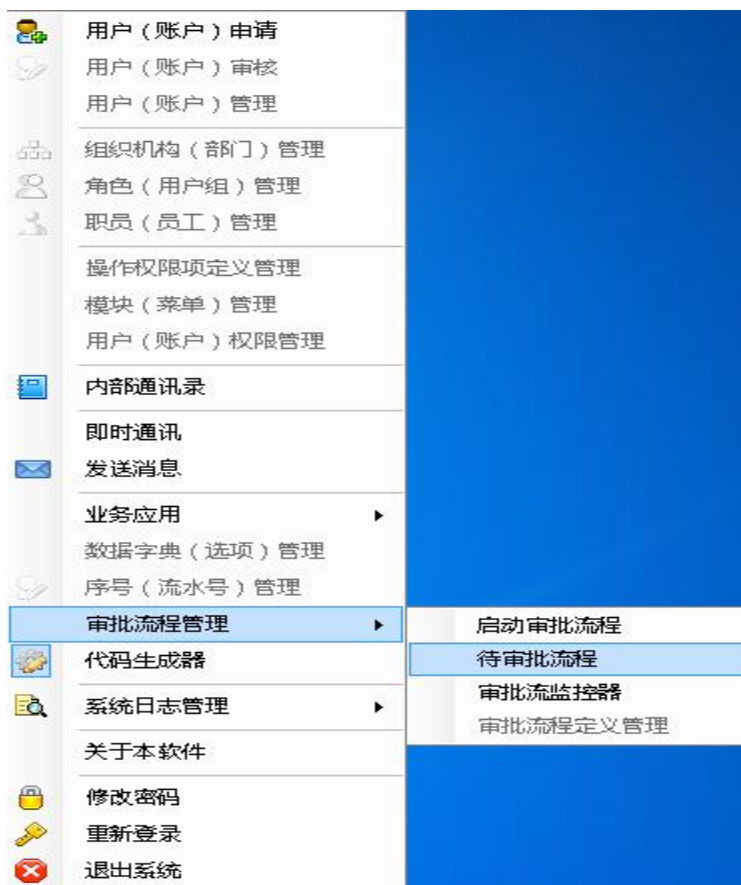 用户（账户）申请
用户（账户）审核
用户（账户）管理
组织机构（部门）管理
角色（用户组）管理
职员（员工）管理
操作权限项定义管理
模块（菜单）管理
用户（账户）权限管理
内部通讯录
即时通讯
发送消息
业务应用
数据字典（选项）管理
序号（流水号）管理
审批流程管理
启动审批流程
待审批流程
审批流监控器
审批流程定义管理
代码生成器
系统日志管理
关于本软件
修改密码
重新登录
退出系统